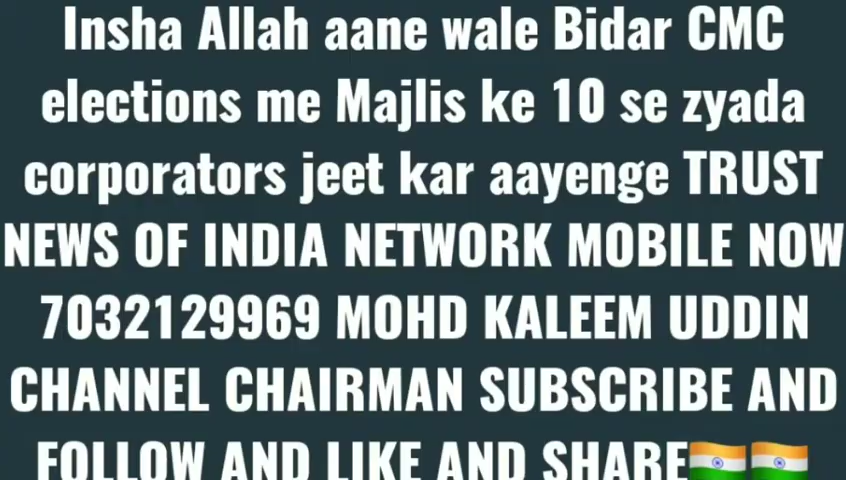 Insha Allah aane wale Bidar CMC
elections me Majlis ke 10 se zyada
corporators jeet kar aayenge TRUST
NEWS OF INDIA NETWORK MOBILE NOW
7032129969 MOHD KALEEM UDDIN
CHANNEL CHAIRMAN SUBSCRIBE AND
FOLLOW AND LIKE AND SHARE🇮🇳🇮🇳